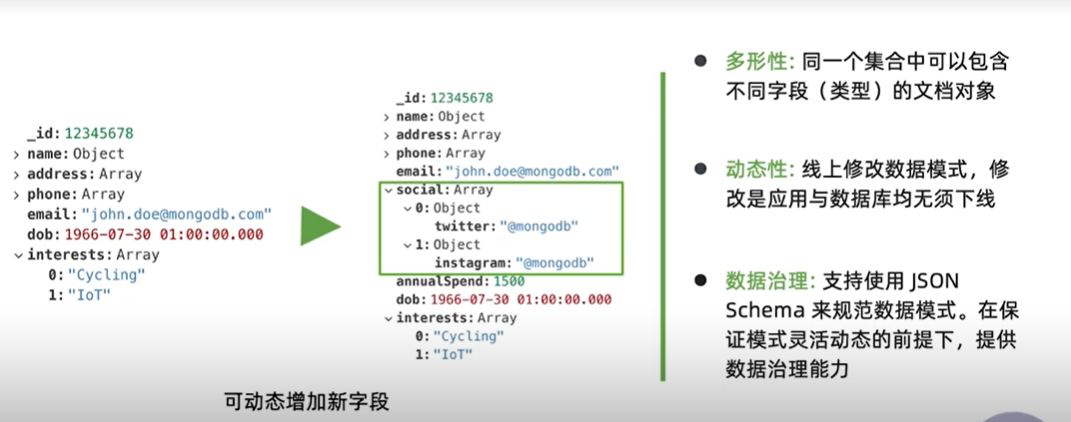 _id: 12345678
name: Object
address: Array
phone: Array
email: "john.doe@mongodb.com"
dob: 1966-07-30 01:00:00.000
interests: Array
0: "Cycling"
1: "IoT"
_id: 12345678
name: Object
address: Array
phone: Array
email: "john.doe@mongodb.com"
social: Array
0: Object
twitter: "@mongodb"
1: Object
instagram: "@mongodb"
annualSpend: 1500
dob: 1966-07-30 01:00:00.000
interests: Array
0: "Cycling"
1: "IoT"
可动态增加新字段
多形性: 同一个集合中可以包含
不同字段（类型）的文档对象
动态性: 线上修改数据模式，修
改是应用与数据库均无须下线
数据治理: 支持使用 JSON
Schema 来规范数据模式。在保
证模式灵活动态的前提下，提供
数据治理能力